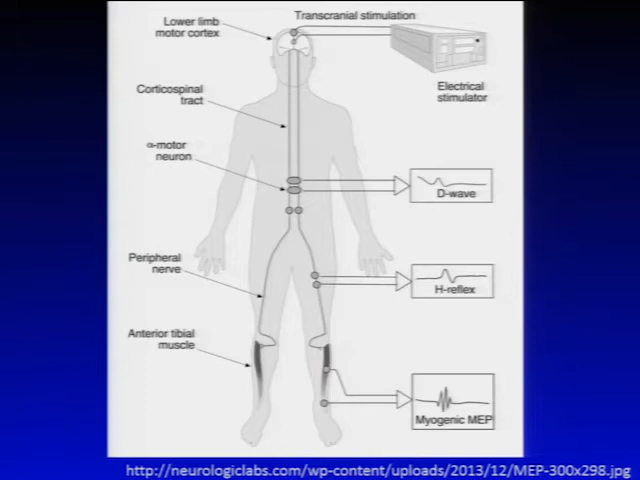 Transcranial stimulation
Lower limb
motor cortex
Electrical
stimulator
Corticospinal
tract
α-motor
neuron
D-wave
Peripheral
nerve
H-reflex
Anterior tibial
muscle
Myogenic MEP
http://neurologiclabs.com/wp-content/uploads/2013/12/MEP-300x298.jpg